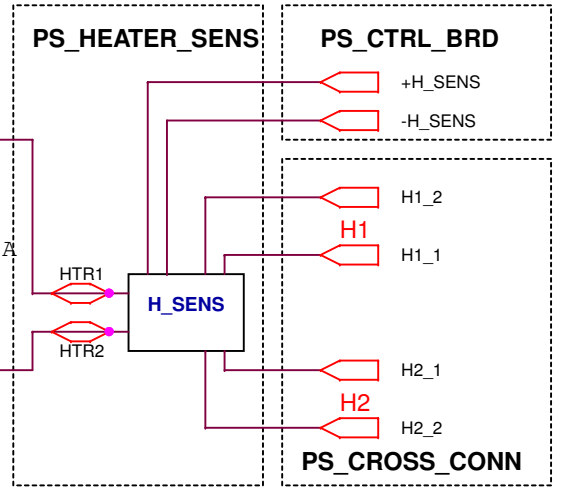 PS_HEATER_SENS
PS_CTRL_BRD
+H_SENS
-H_SENS
H1_2
H1
H1_1
A
HTR1
H_SENS
HTR2
H2_1
H2
H2_2
PS_CROSS_CONN